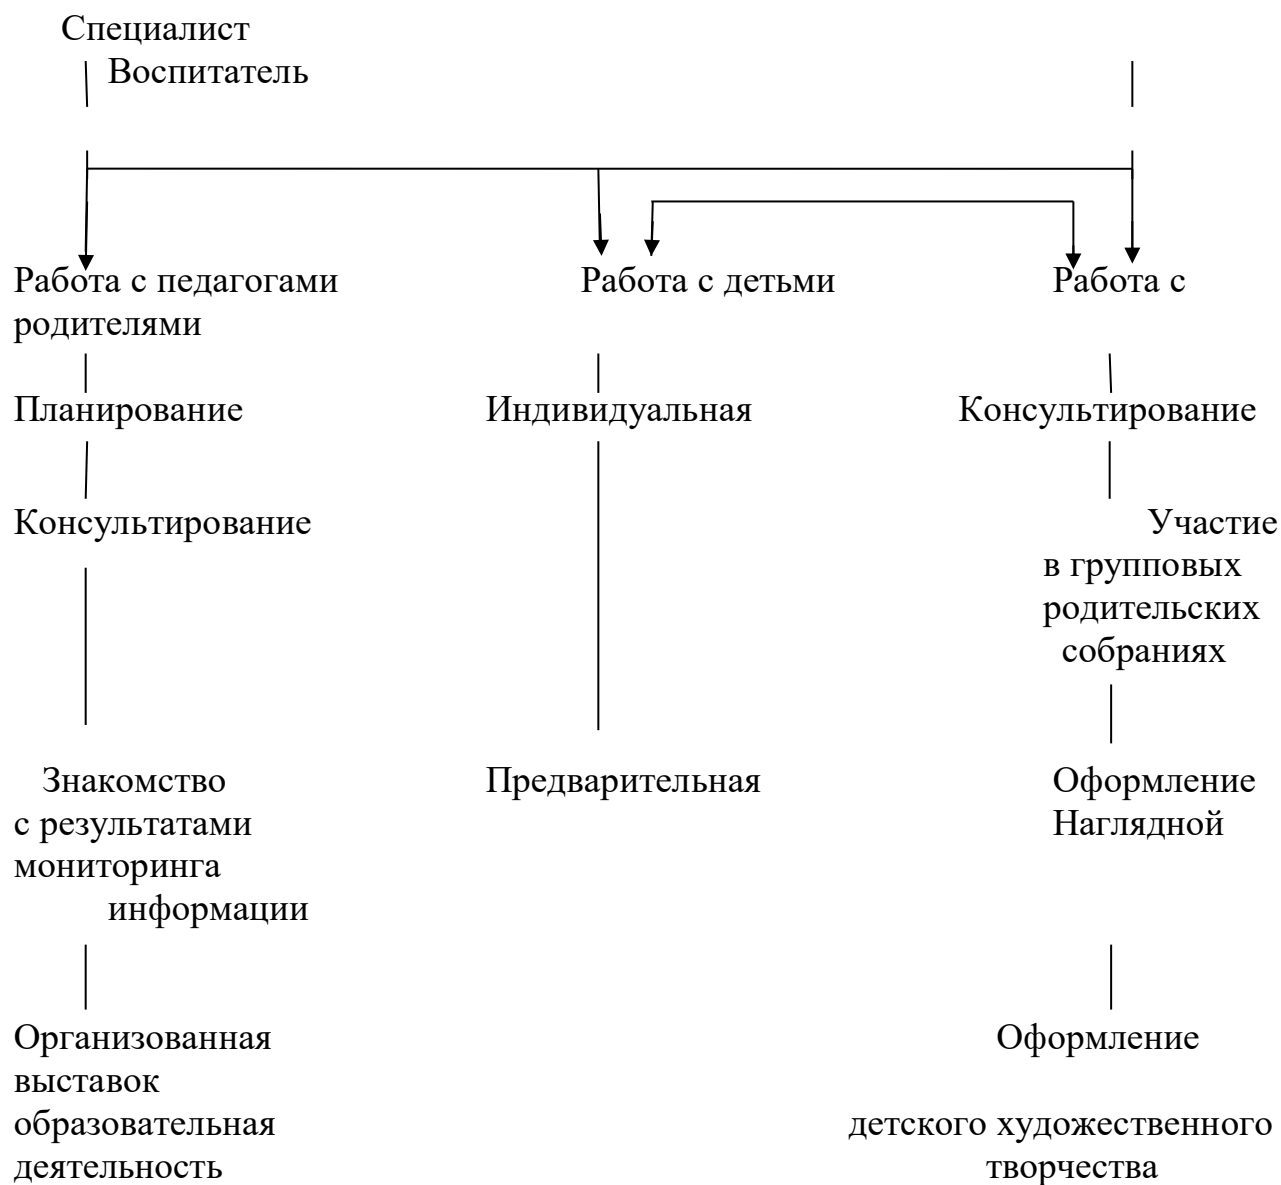 Специалист
Воспитатель
Работа с педагогами Работа с детьми Работа с
родителями
Планирование Индивидуальная Консультирование
Консультирование Участие
в групповых
родительских
собраниях
Знакомство Предварительная Оформление
с результатами Наглядной
мониторинга
информации
Организованная Оформление
выставок
образовательная детского художественного
деятельность творчества